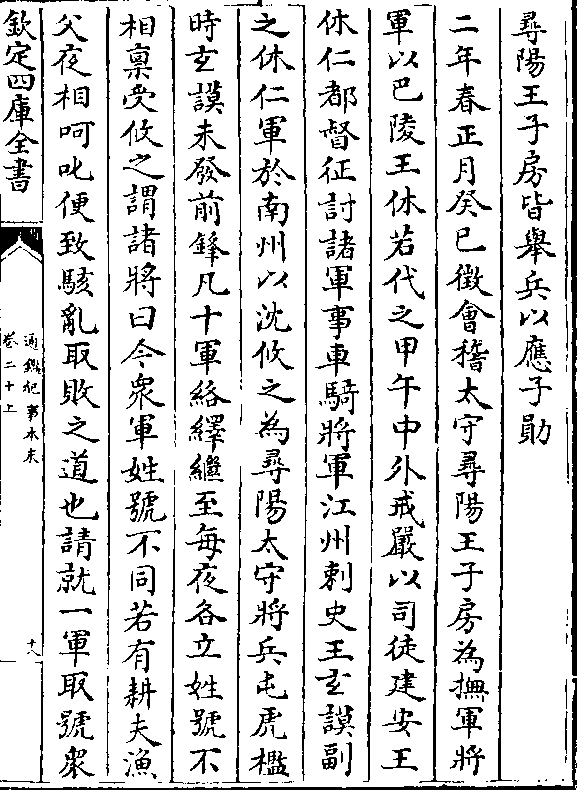 尋陽王子房皆舉兵以應子勛
二年春正月癸巳徵會稽太守尋陽王子房為撫軍將
軍以巴陵王休若代之甲午中外戒嚴以司徒建安王
休仁都督征討諸軍事車騎將軍江州刺史王玄謨副
之休仁軍於南州以沈攸之為尋陽太守將兵屯虎檻
時玄謨未發前鋒凡十軍絡繹繼至每夜各立姓號不
相稟受攸之謂諸將曰今衆軍姓號不同若有耕夫漁
父夜相呵叱便致駭亂取敗之道也請就一軍取號衆
欽定四庫全書
通鑑紀事本末
卷二十上
十八